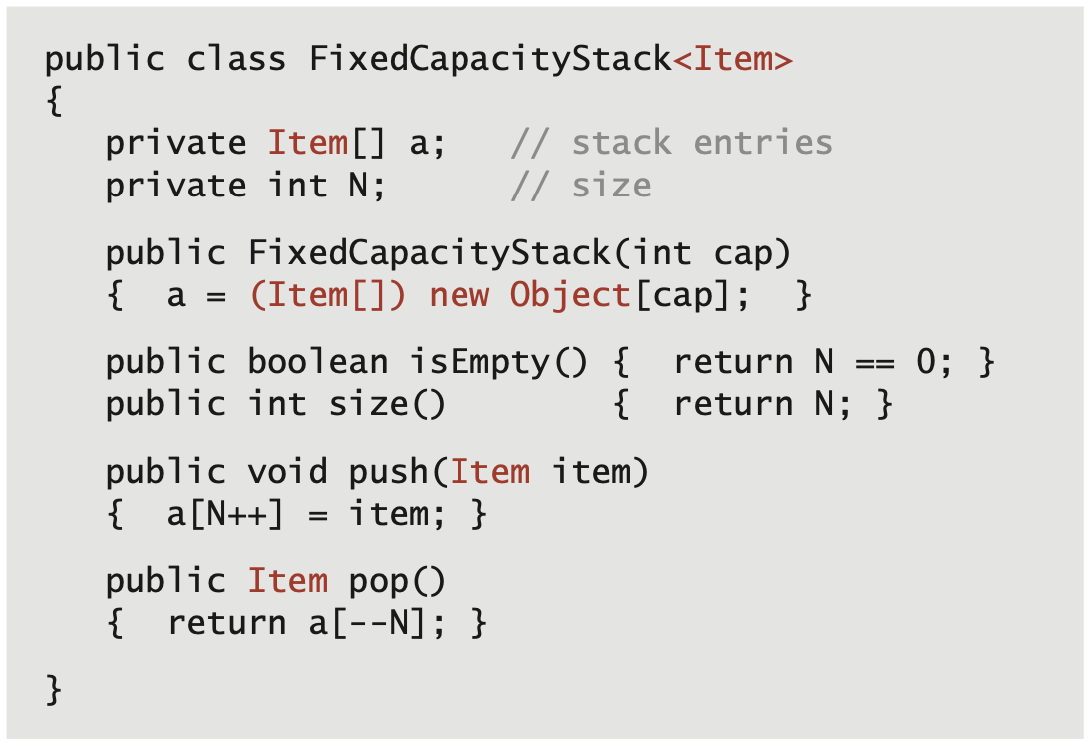 public class FixedCapacityStack<Item>
{
   private Item[] a;   // stack entries
   private int N;      // size
   public FixedCapacityStack(int cap)
   {  a = (Item[]) new Object[cap];  }
   public boolean isEmpty() {  return N == 0; }
   public int size()        {  return N; }
   public void push(Item item)
   {  a[N++] = item; }
   public Item pop()
   {  return a[--N]; }
}